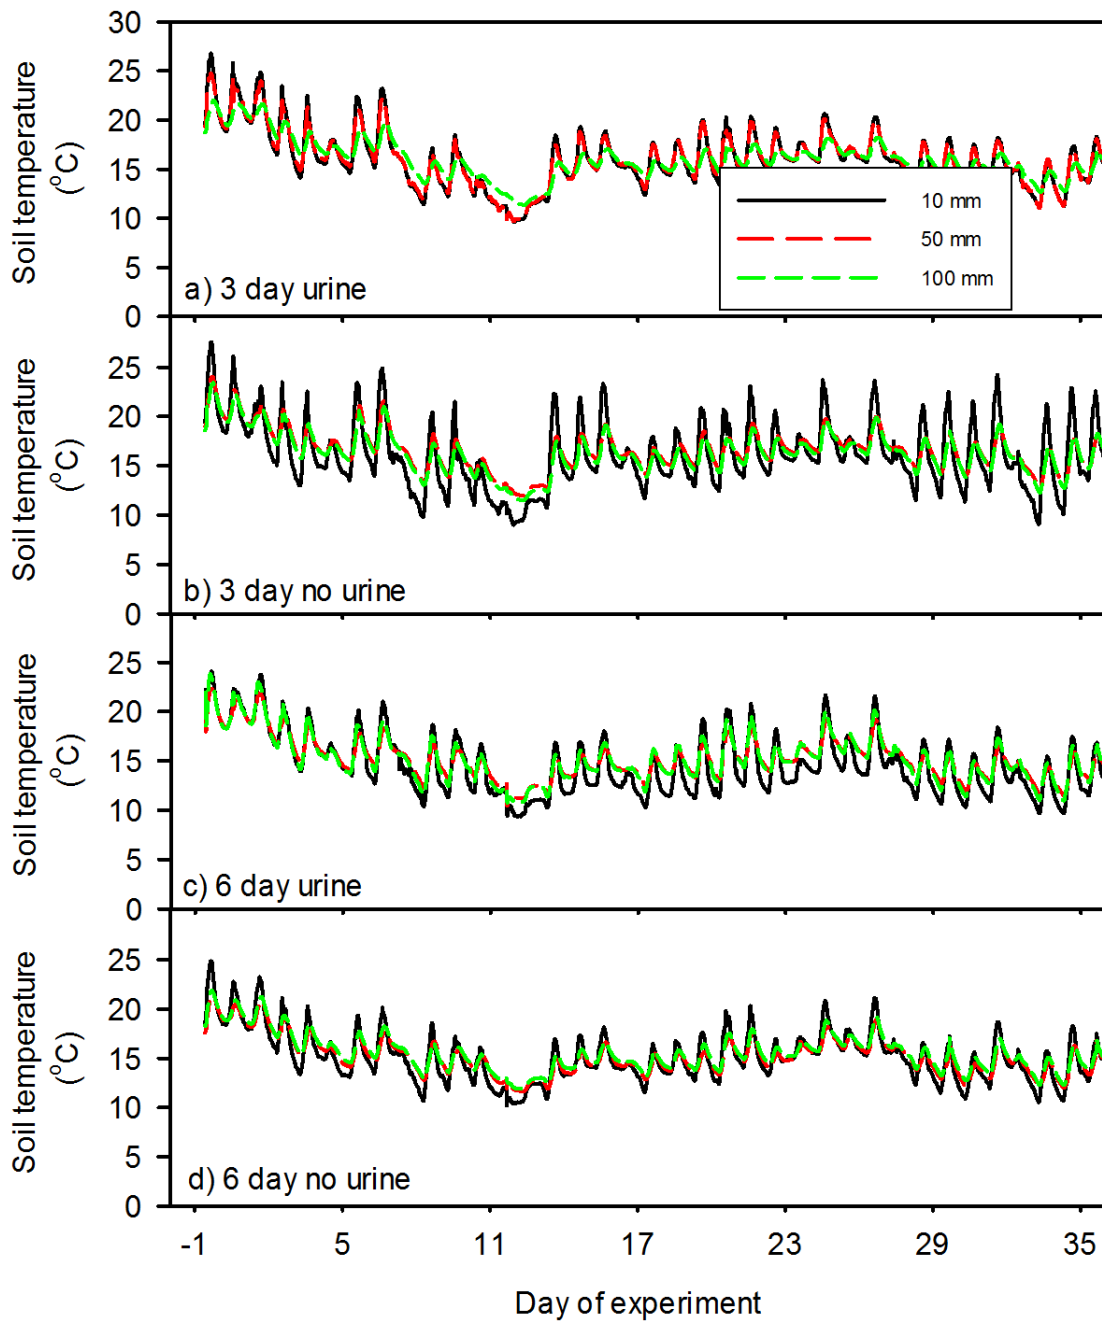 30
25
20
15
10
5
0
Soil temperature
(°C)
10 mm
50 mm
100 mm
a) 3 day urine
25
20
15
10
5
0
Soil temperature
(°C)
b) 3 day no urine
25
20
15
10
5
0
Soil temperature
(°C)
c) 6 day urine
25
20
15
10
5
0
Soil temperature
(°C)
d) 6 day no urine
-1 5 11 17 23 29 35
Day of experiment